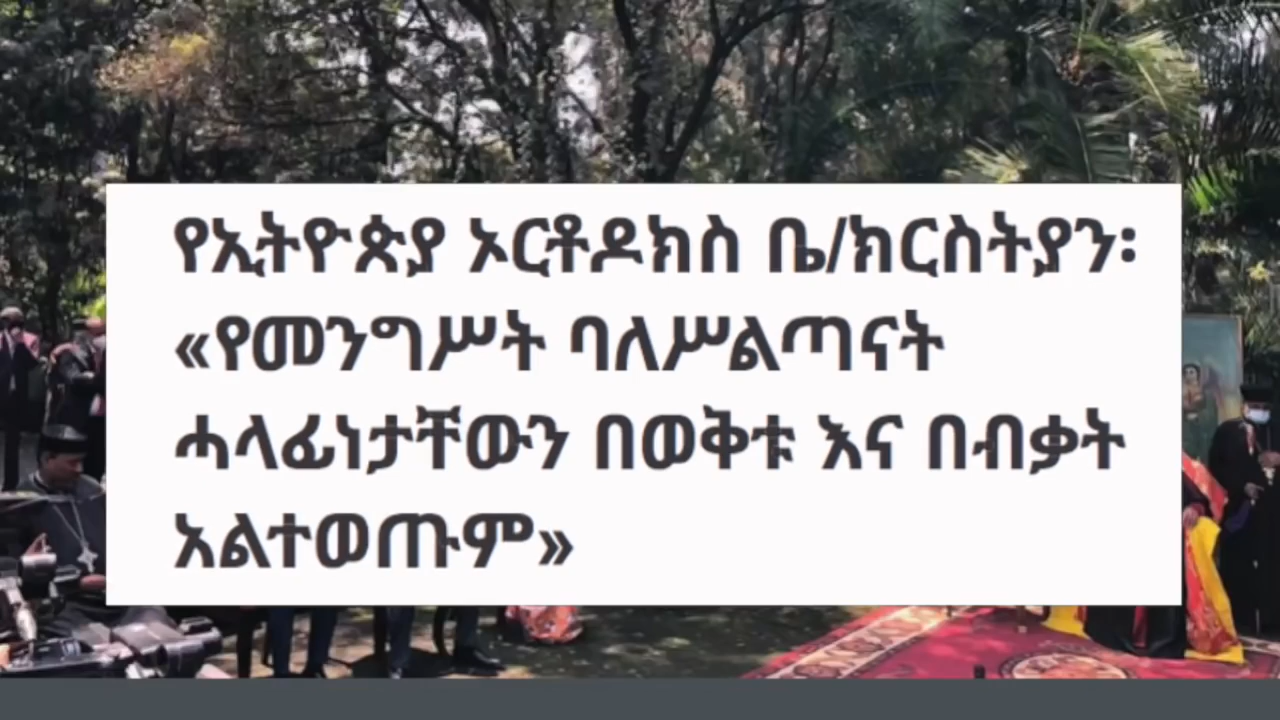 የኢትዮጵያ ኦርቶዶክስ ቤ/ክርስትያን፡
«የመንግሥት ባለሥልጣናት
ሓላፊነታቸውን በወቅቱ እና በብቃት
አልተወጡም»